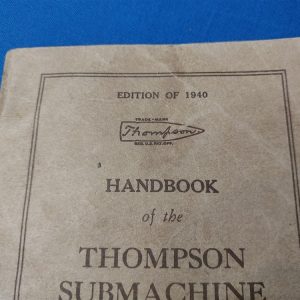 EDITION OF 1940
TRADE-MARK
Thompson
REG. U.S. PAT. OFF.
HANDBOOK
of the
THOMPSON
SUBMACHINE